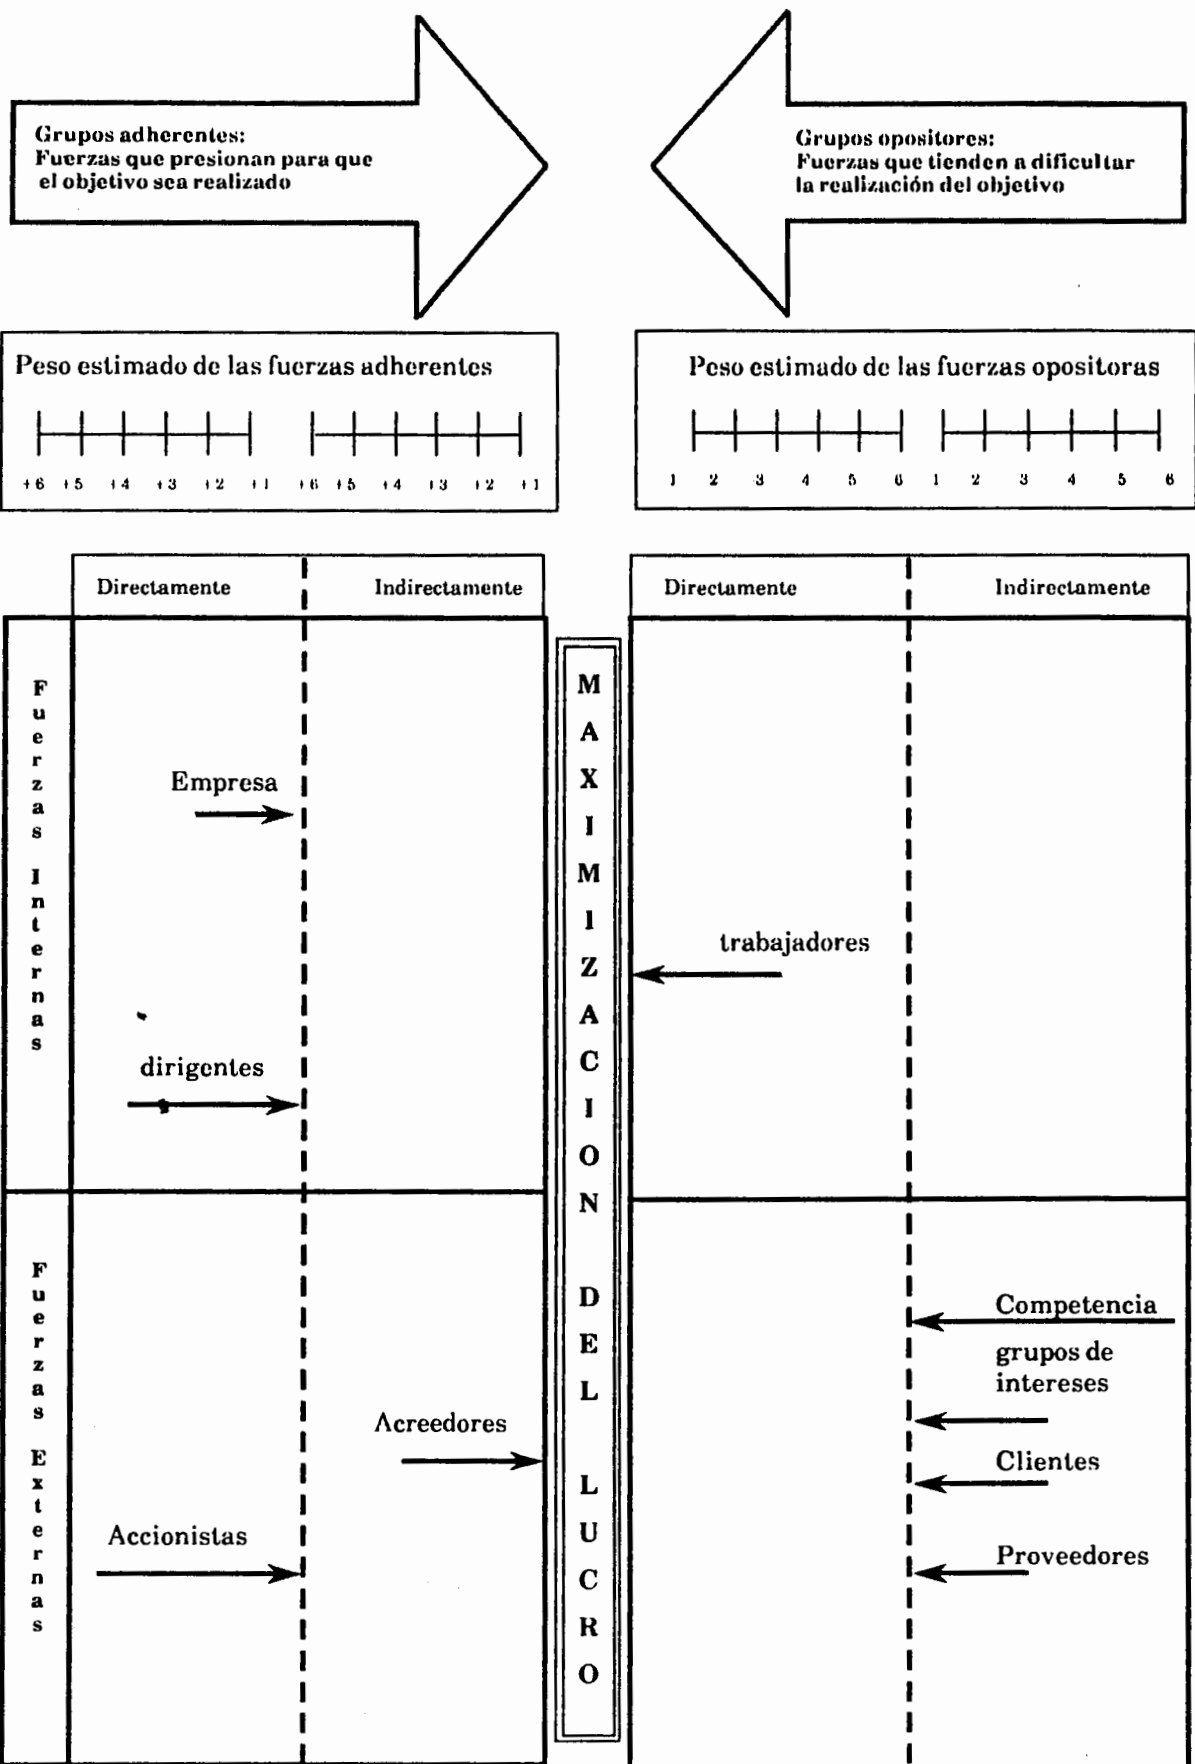 Grupos adherentes:
Fuerzas que presionan para que
el objetivo sea realizado
Grupos opositores:
Fuerzas que tienden a dificultar
la realización del objetivo
Peso estimado de las fuerzas adherentes
+6 +5 +4 +3 +2 +1 +6 +5 +4 +3 +2 +1
Peso estimado de las fuerzas opositoras
1 2 3 4 5 6 1 2 3 4 5 6
Directamente
Indirectamente
Directamente
Indirectamente
Fuerzas Internas
Empresa
dirigentes
trabajadores
MAXIMIZACION DEL LUCRO
Fuerzas Externas
Acreedores
Accionistas
Competencia
grupos de
intereses
Clientes
Proveedores